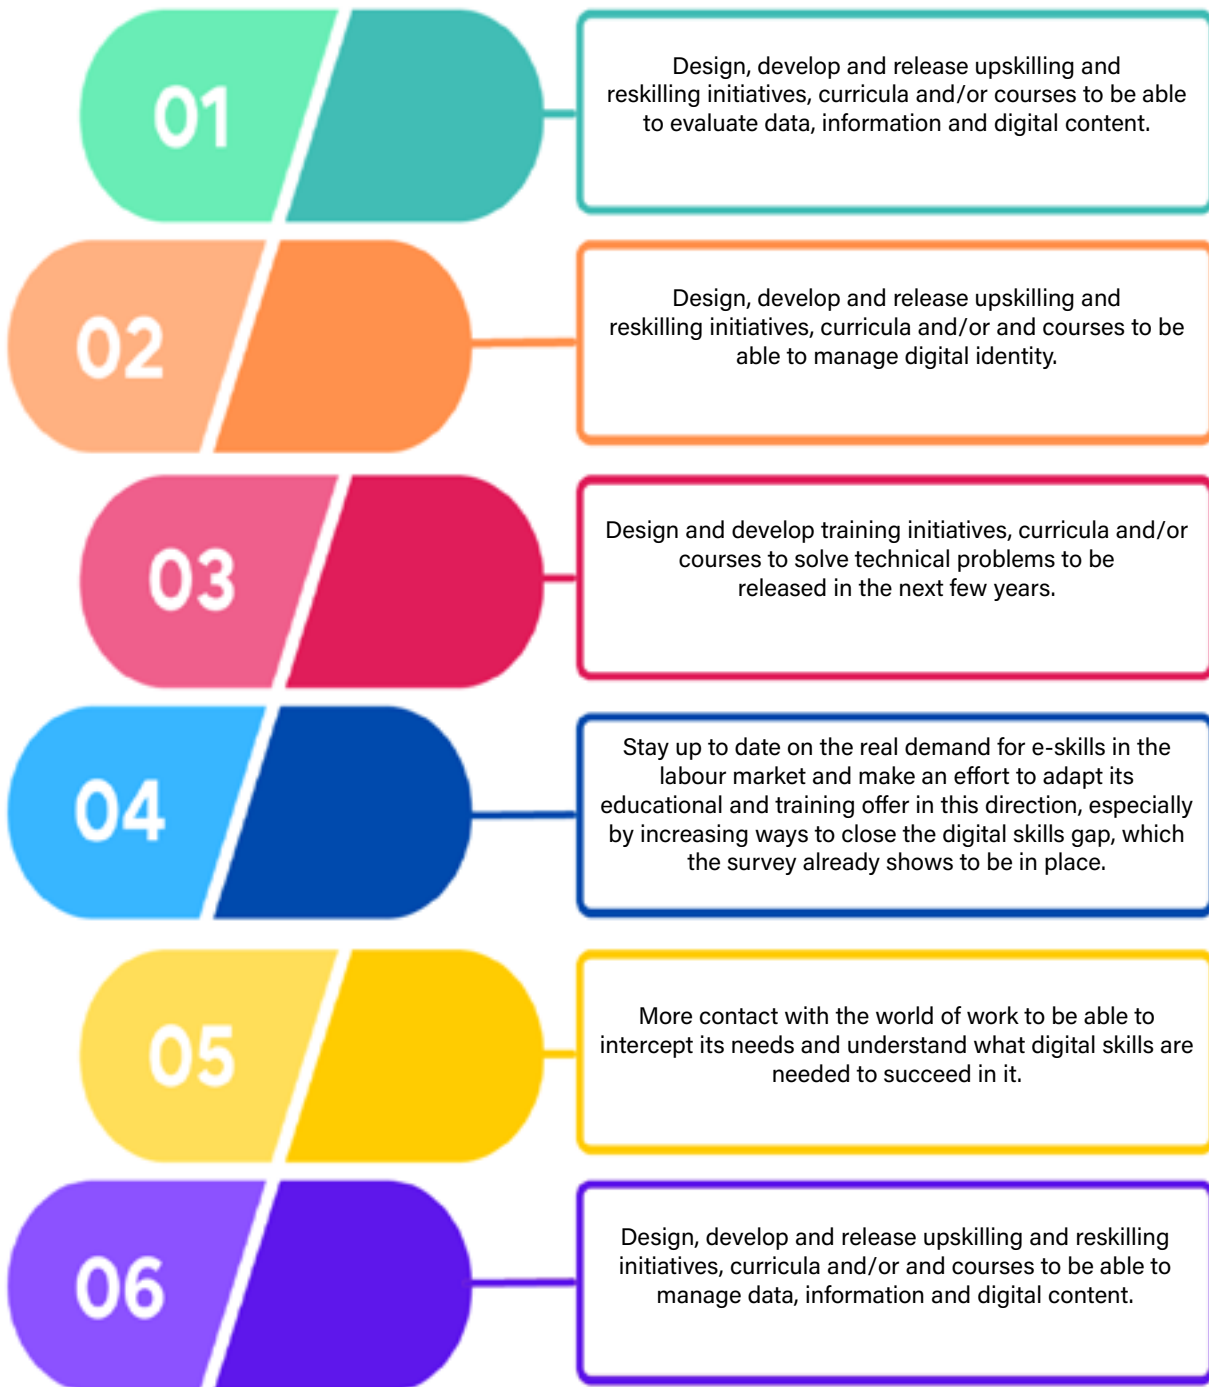 01
Design, develop and release upskilling and
reskilling initiatives, curricula and/or courses to be able
to evaluate data, information and digital content.
02
Design, develop and release upskilling and
reskilling initiatives, curricula and/or and courses to be
able to manage digital identity.
03
Design and develop training initiatives, curricula and/or
courses to solve technical problems to be
released in the next few years.
04
Stay up to date on the real demand for e-skills in the
labour market and make an effort to adapt its
educational and training offer in this direction, especially
by increasing ways to close the digital skills gap, which
the survey already shows to be in place.
05
More contact with the world of work to be able to
intercept its needs and understand what digital skills are
needed to succeed in it.
06
Design, develop and release upskilling and reskilling
initiatives, curricula and/or and courses to be able to
manage data, information and digital content.